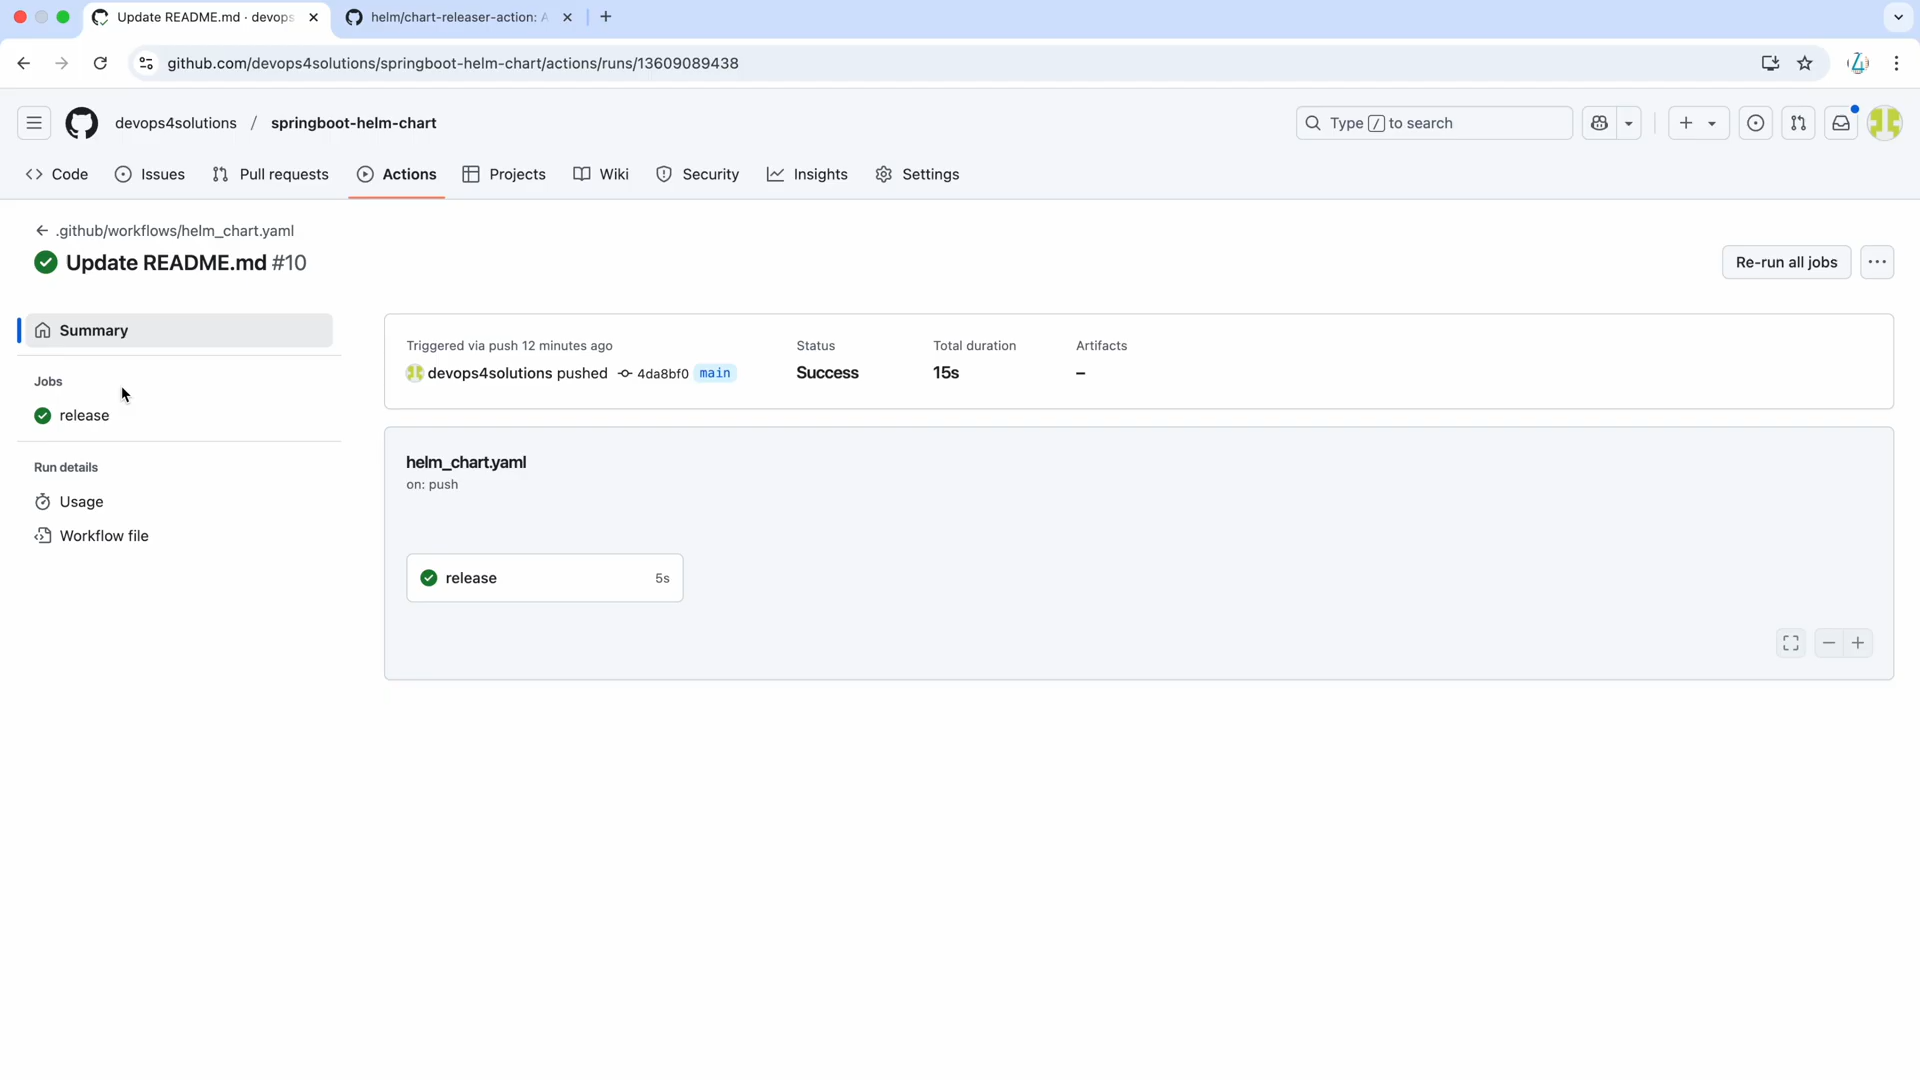 Update README.md · devops
helm/chart-releaser-action: A
github.com/devops4solutions/springboot-helm-chart/actions/runs/13609089438
devops4solutions / springboot-helm-chart
Type / to search
Code
Issues
Pull requests
Actions
Projects
Wiki
Security
Insights
Settings
.github/workflows/helm_chart.yaml
Update README.md #10
Re-run all jobs
Summary
Jobs
release
Run details
Usage
Workflow file
Triggered via push 12 minutes ago
devops4solutions pushed 4da8bf0 main
Status
Success
Total duration
15s
Artifacts
–
helm_chart.yaml
on: push
release 5s